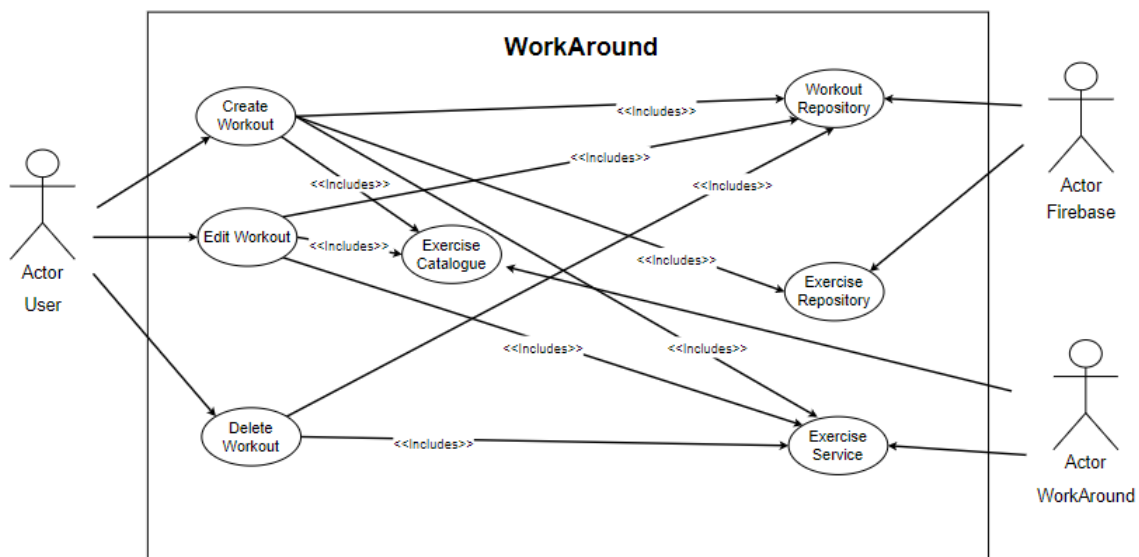 WorkAround
Create
Workout
Workout
Repository
<<Includes>>
<<Includes>>
<<Includes>>
<<Includes>>
Actor
User
Edit Workout
<<Includes>>
Exercise
Catalogue
Actor
Firebase
<<Includes>>
Exercise
Repository
<<Includes>>
<<Includes>>
Delete
Workout
<<Includes>>
Exercise
Service
Actor
WorkAround